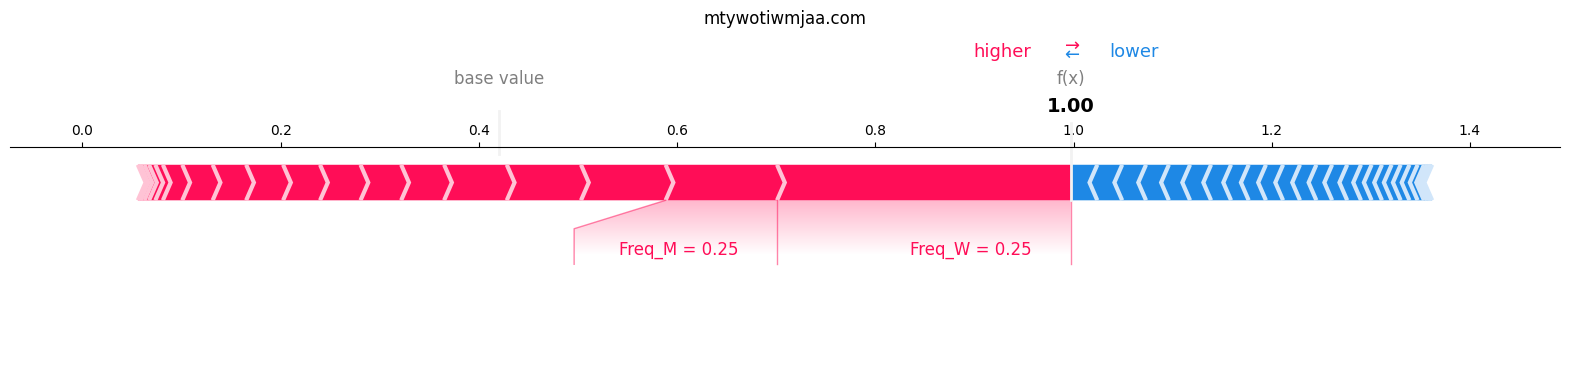 mtywotiwmjaa.com
higher → ← lower
base value f(x)
1.00
0.0 0.2 0.4 0.6 0.8 1.0 1.2 1.4
Freq_M = 0.25 Freq_W = 0.25